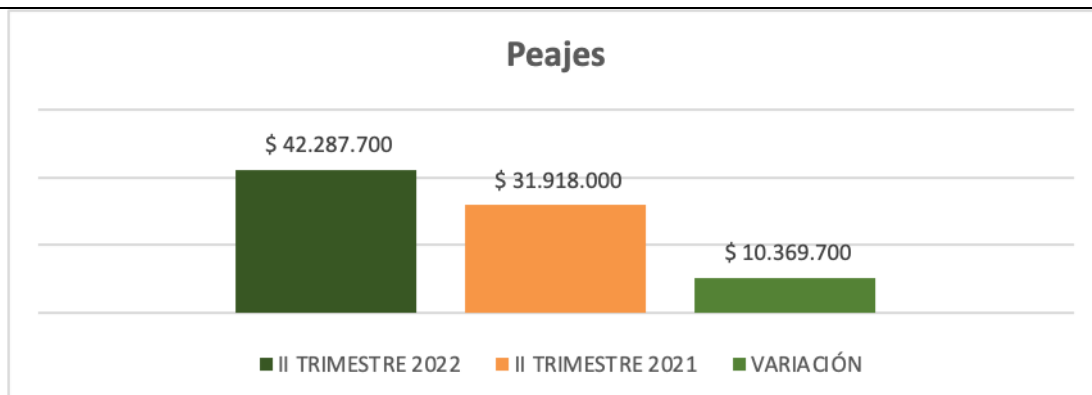 Peajes
$ 42.287.700
$ 31.918.000
$ 10.369.700
II TRIMESTRE 2022 II TRIMESTRE 2021 VARIACIÓN